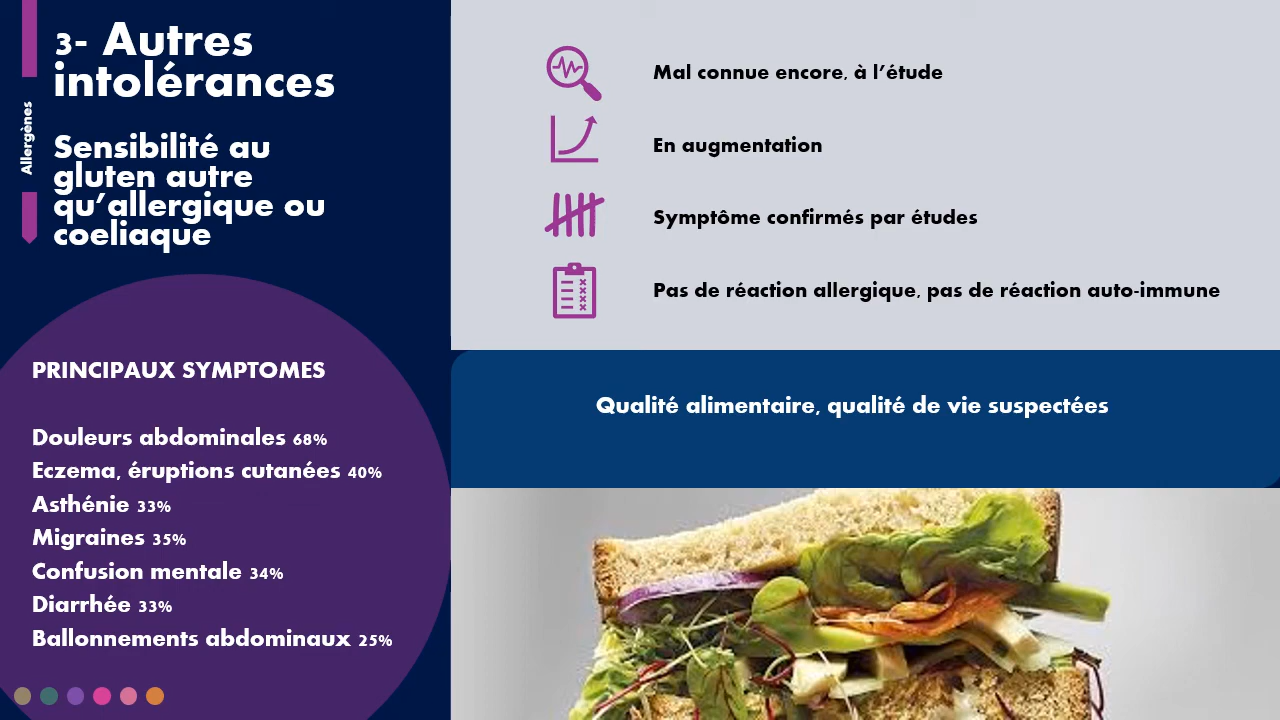 3- Autres
intolérances
Allergènes
Sensibilité au
gluten autre
qu’allergique ou
coeliaque
PRINCIPAUX SYMPTOMES
Douleurs abdominales 68%
Eczema, éruptions cutanées 40%
Asthénie 33%
Migraines 35%
Confusion mentale 34%
Diarrhée 33%
Ballonnements abdominaux 25%
Mal connue encore, à l’étude
En augmentation
Symptôme confirmés par études
Pas de réaction allergique, pas de réaction auto-immune
Qualité alimentaire, qualité de vie suspectées